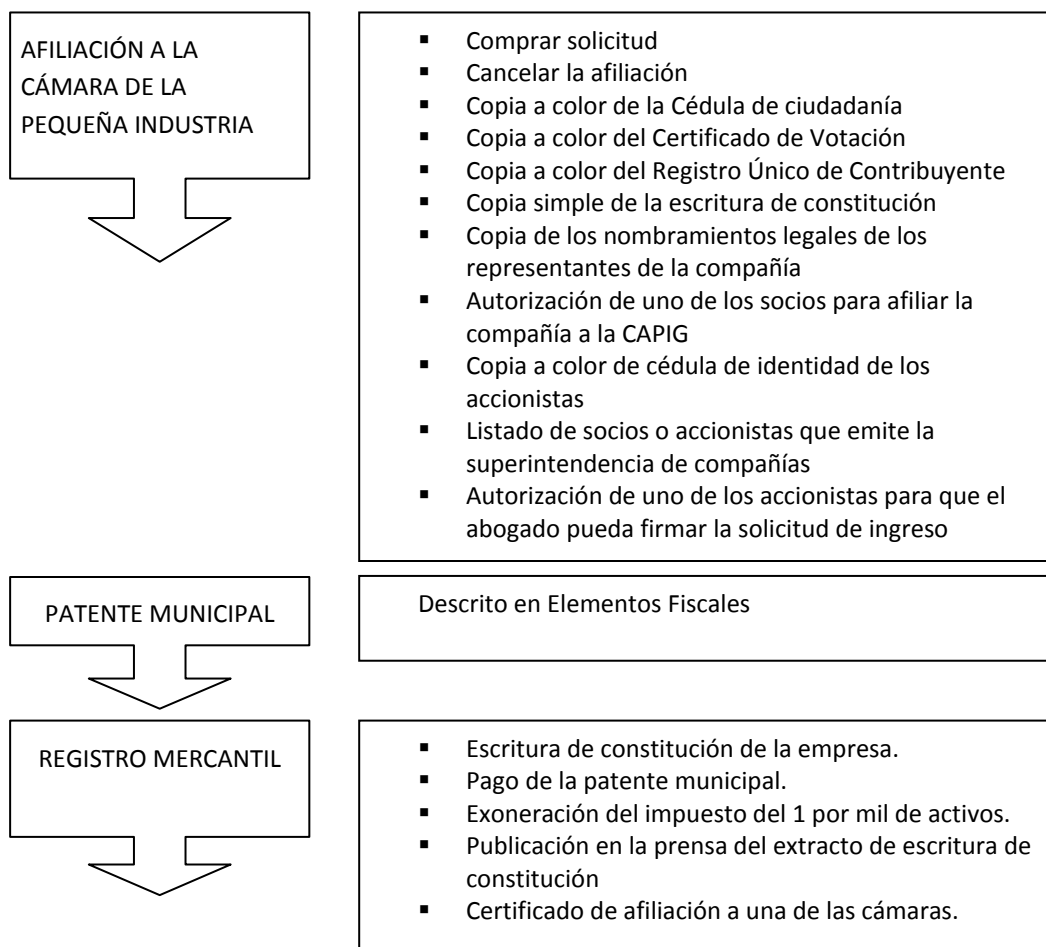 AFILIACIÓN A LA
CÁMARA DE LA
PEQUEÑA INDUSTRIA
▪ Comprar solicitud
▪ Cancelar la afiliación
▪ Copia a color de la Cédula de ciudadanía
▪ Copia a color del Certificado de Votación
▪ Copia a color del Registro Único de Contribuyente
▪ Copia simple de la escritura de constitución
▪ Copia de los nombramientos legales de los
representantes de la compañía
▪ Autorización de uno de los socios para afiliar la
compañía a la CAPIG
▪ Copia a color de cédula de identidad de los
accionistas
▪ Listado de socios o accionistas que emite la
superintendencia de compañías
▪ Autorización de uno de los accionistas para que el
abogado pueda firmar la solicitud de ingreso
PATENTE MUNICIPAL
Descrito en Elementos Fiscales
REGISTRO MERCANTIL
▪ Escritura de constitución de la empresa.
▪ Pago de la patente municipal.
▪ Exoneración del impuesto del 1 por mil de activos.
▪ Publicación en la prensa del extracto de escritura de
constitución
▪ Certificado de afiliación a una de las cámaras.